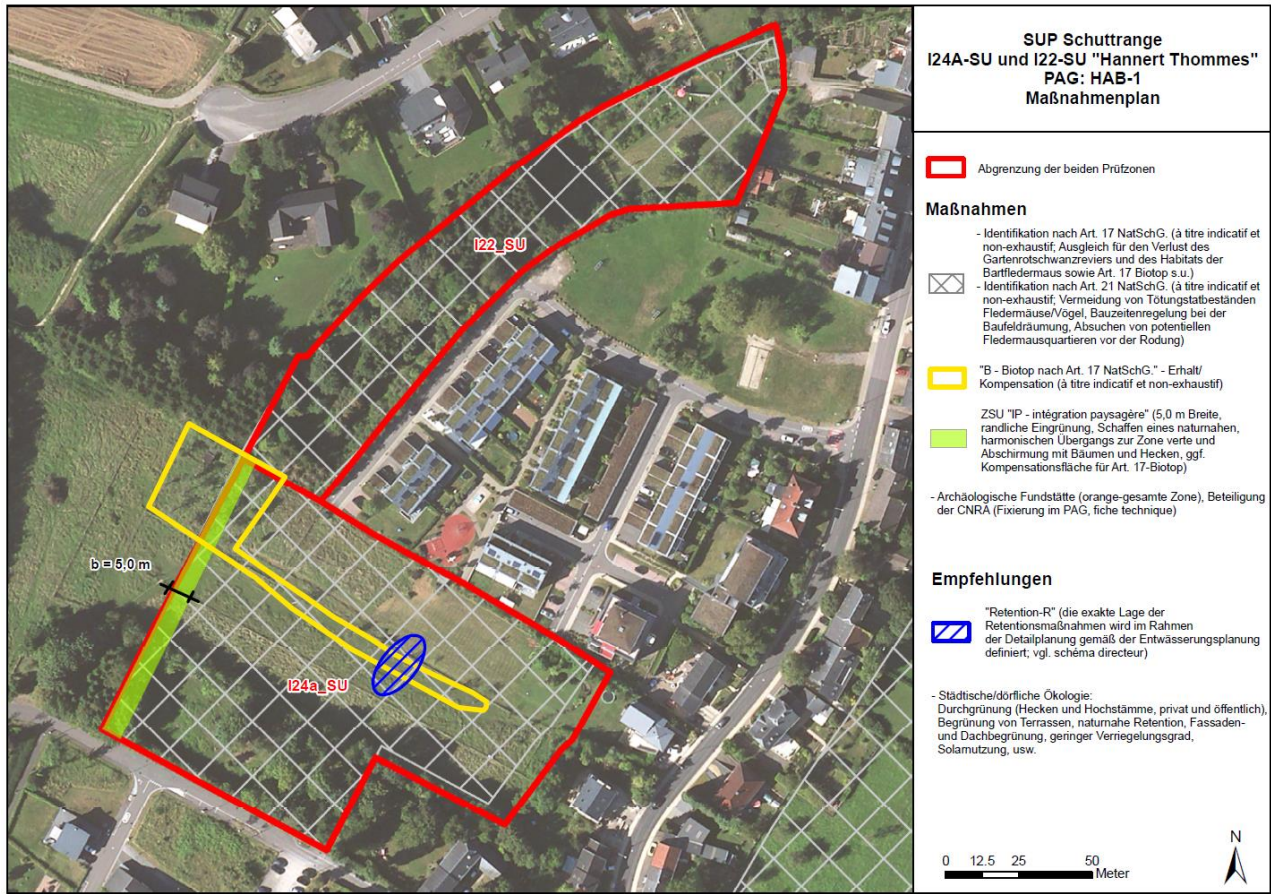 SUP Schuttrange
I24A-SU und I22-SU "Hannert Thommes"
PAG: HAB-1
Maßnahmenplan
Abgrenzung der beiden Prüfzonen
Maßnahmen
- Identifikation nach Art. 17 NatSchG. (à titre indicatif et
non-exhaustif; Ausgleich für den Verlust des
Gartenrotschwanzreviers und des Habitats der
Bartfledermaus sowie Art. 17 Biotop s.u.)
- Identifikation nach Art. 21 NatSchG. (à titre indicatif et
non-exhaustif; Vermeidung von Tötungstatbeständen
Fledermäuse/Vögel, Bauzeitenregelung bei der
Baufeldräumung, Absuchen von potentiellen
Fledermausquartieren vor der Rodung)
"B - Biotop nach Art. 17 NatSchG." - Erhalt/
Kompensation (à titre indicatif et non-exhaustif)
ZSU "IP - intégration paysagère" (5,0 m Breite,
randliche Eingrünung, Schaffen eines naturnahen,
harmonischen Übergangs zur Zone verte und
Abschirmung mit Bäumen und Hecken, ggf.
Kompensationsfläche für Art. 17-Biotop)
- Archäologische Fundstätte (orange-gesamte Zone), Beteiligung
der CNRA (Fixierung im PAG, fiche technique)
Empfehlungen
"Retention-R" (die exakte Lage der
Retentionsmaßnahmen wird im Rahmen
der Detailplanung gemäß der Entwässerungsplanung
definiert; vgl. schéma directeur)
- Städtische/dörfliche Ökologie:
Durchgrünung (Hecken und Hochstämme, privat und öffentlich),
Begrünung von Terrassen, naturnahe Retention, Fassaden-
und Dachbegrünung, geringer Verriegelungsgrad,
Solarnutzung, usw.
N
0 12.5 25 50
Meter
I22_SU
b = 5,0 m
I24a_SU